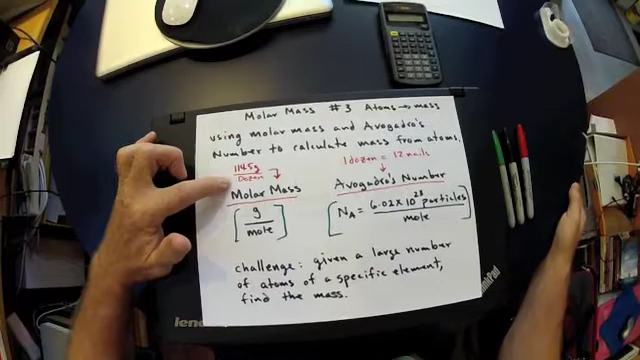 Molar Mass #3 Atoms → mass
using molar mass and Avogadro's
Number to calculate mass from atoms.
114.5g
Dozen
1 dozen = 12 nails
Molar Mass
Avogadro's Number
g
mole
NA = 6.02 x 10^23 particles
mole
challenge: given a large number
of atoms of a specific element,
find the mass.
lenovo
ThinkPad